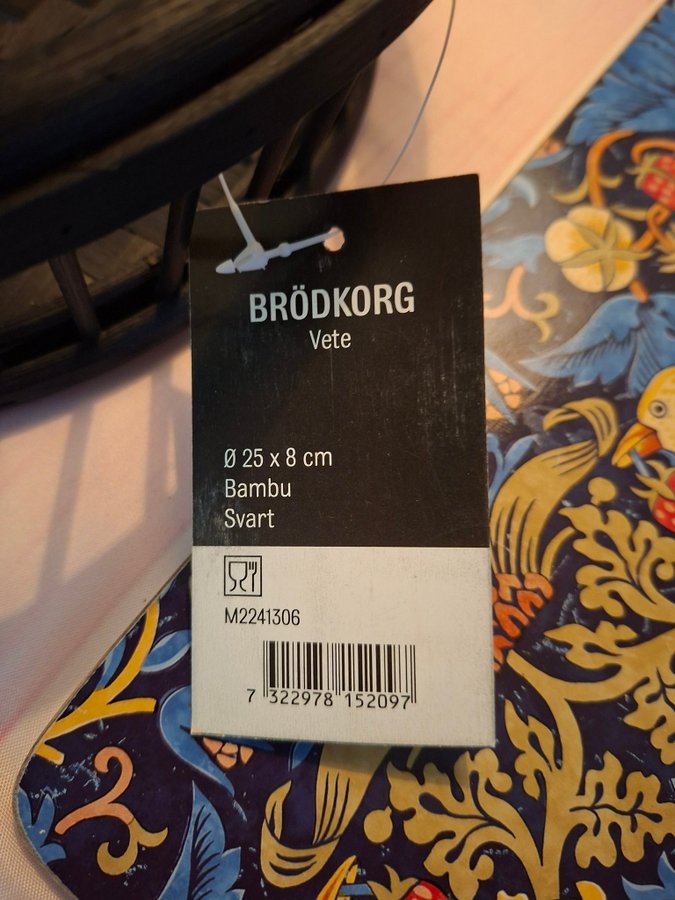 BRÖDKORG
Vete
Ø 25 x 8 cm
Bambu
Svart
M2241306
7 322978 152097